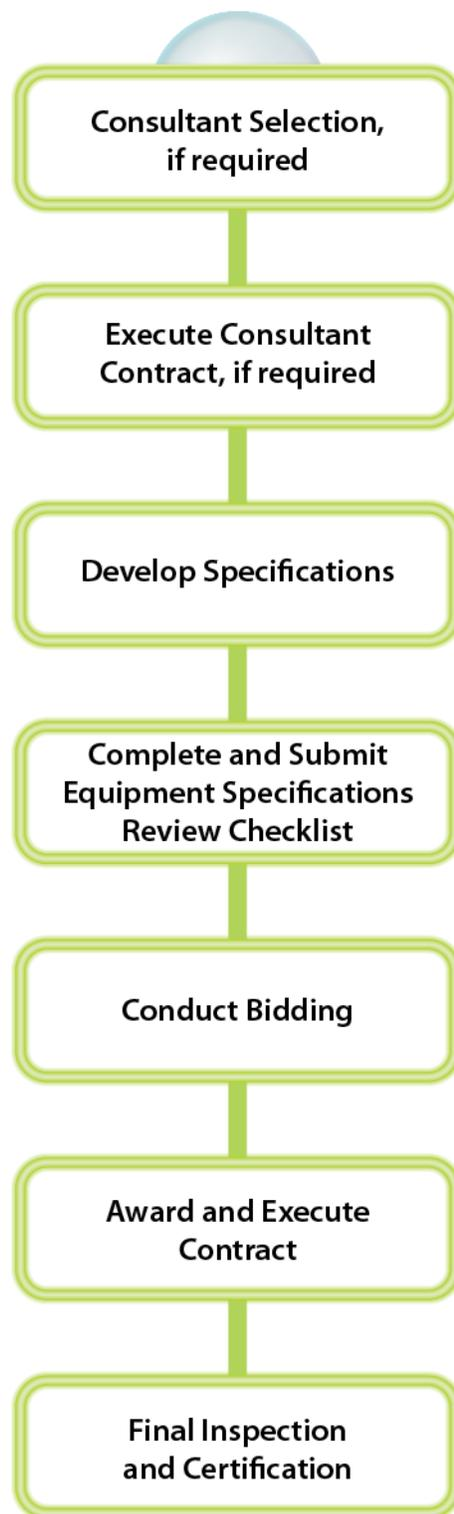 Consultant Selection,
if required
Execute Consultant
Contract, if required
Develop Specifications
Complete and Submit
Equipment Specifications
Review Checklist
Conduct Bidding
Award and Execute
Contract
Final Inspection
and Certification